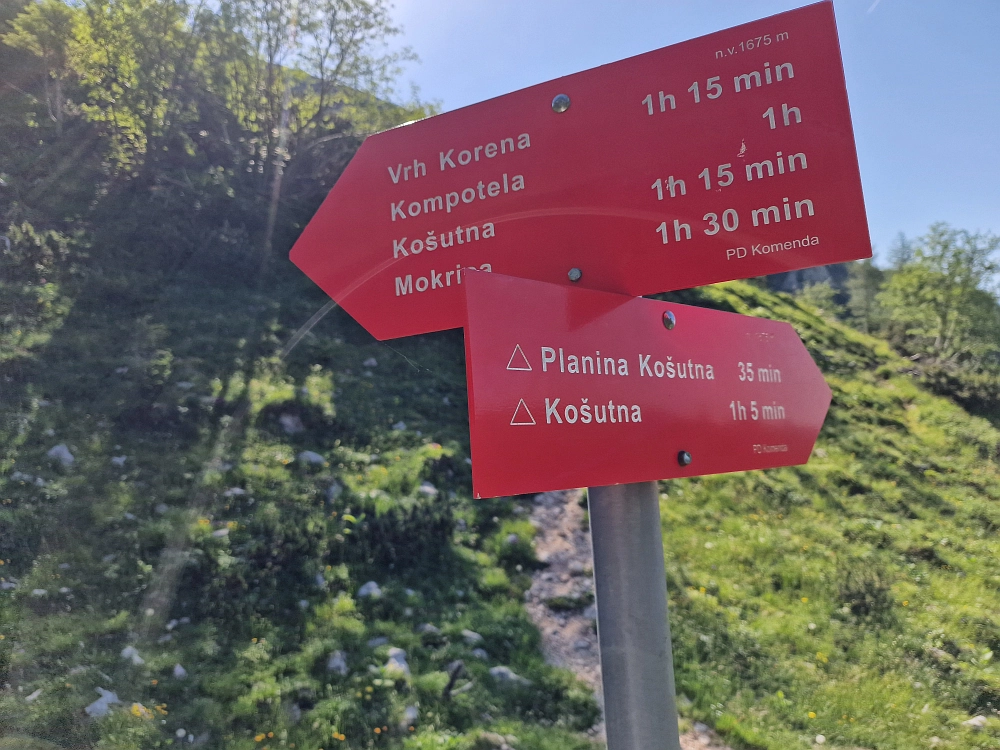 n.v.1675 m
Vrh Korena 1h 15 min
Kompotela 1h
Košutna 1h 15 min
Mokrica 1h 30 min
PD Komenda
Planina Košutna 35 min
Košutna 1h 5 min
PD Komenda